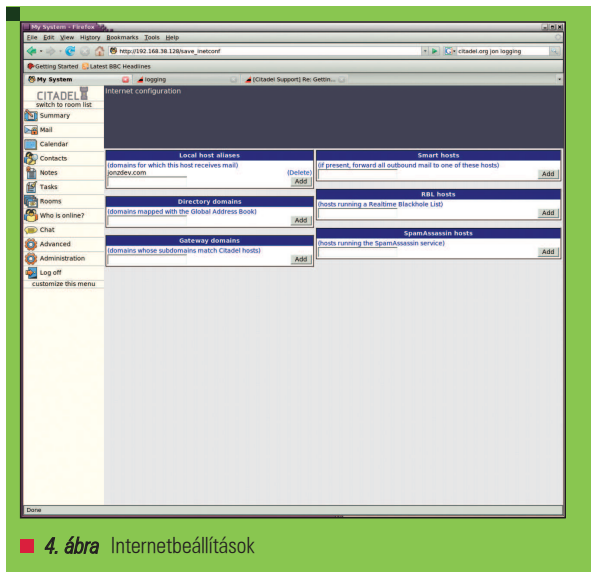 My System - Firefox
File Edit View History Bookmarks Tools Help
http://192.168.38.128/save_inetconf
citadel.org jon logging
Getting Started Latest BBC Headlines
My System
logging
[Citadel Support] Re: Gettin...
CITADEL
switch to room list
Summary
Mail
Calendar
Contacts
Notes
Tasks
Rooms
Who is online?
Chat
Advanced
Administration
Log off
customize this menu
Internet configuration
Local host aliases
(domains for which this host receives mail)
jonzdev.com (Delete)
Add
Directory domains
(domains mapped with the Global Address Book)
Add
Gateway domains
(domains whose subdomains match Citadel hosts)
Add
Smart hosts
(if present, forward all outbound mail to one of these hosts)
Add
RBL hosts
(hosts running a Realtime Blackhole List)
Add
SpamAssassin hosts
(hosts running the SpamAssassin service)
Add
Done
4. ábra Internetbeállítások